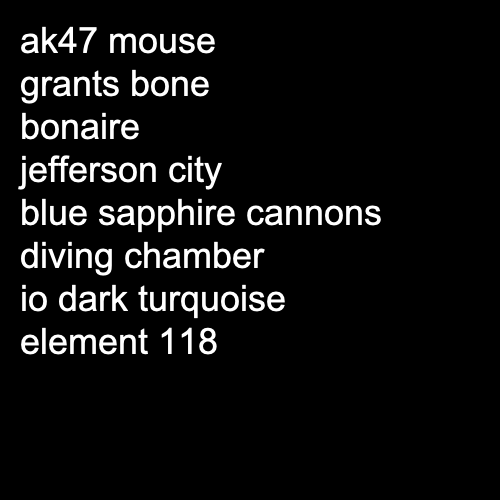 ak47 mouse
grants bone
bonaire
jefferson city
blue sapphire cannons
diving chamber
io dark turquoise
element 118